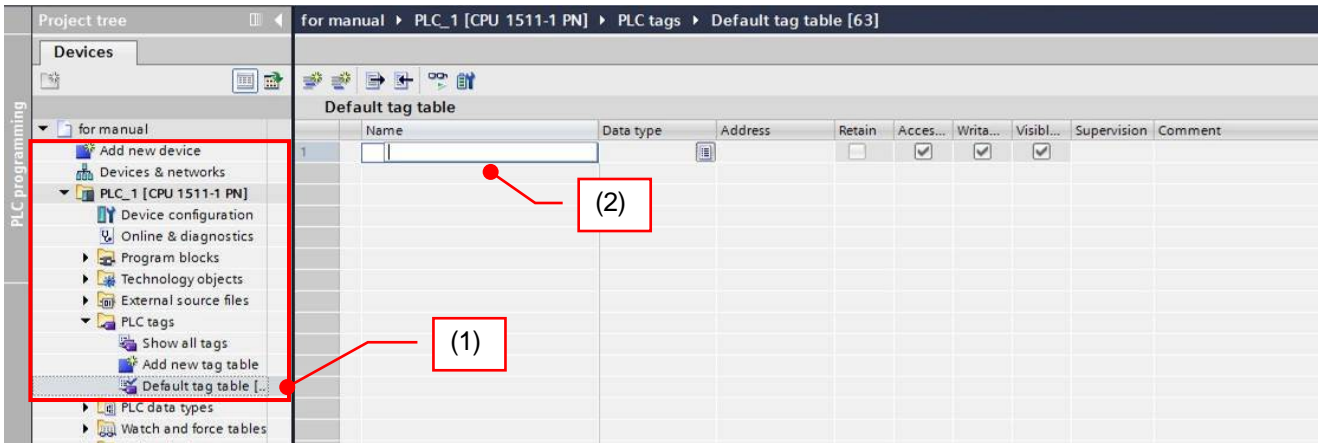 Project tree
for manual PLC_1 [CPU 1511-1 PN] PLC tags Default tag table [63]
Devices
PLC programming
Default tag table
Name Data type Address Retain Acces... Writa... Visibl... Supervision Comment
1
for manual
Add new device
Devices & networks
PLC_1 [CPU 1511-1 PN]
Device configuration
Online & diagnostics
Program blocks
Technology objects
External source files
PLC tags
Show all tags
Add new tag table
Default tag table [..
PLC data types
Watch and force tables
(1)
(2)